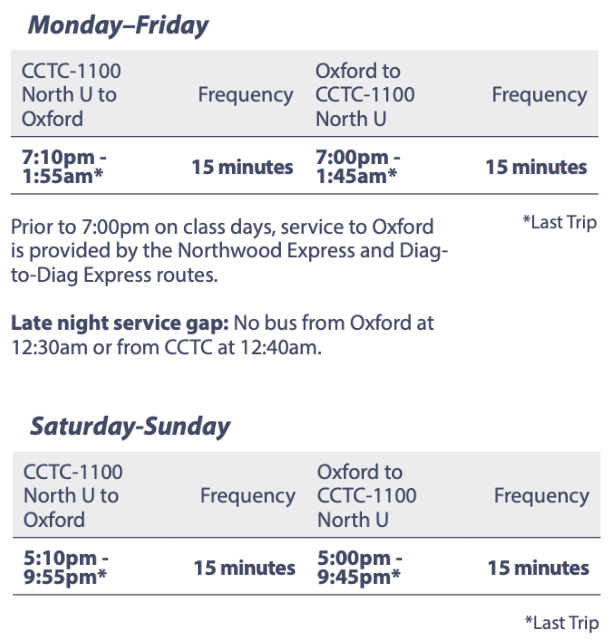 Monday–Friday
CCTC-1100 Oxford to
North U to Frequency CCTC-1100 Frequency
Oxford North U
7:10pm - 15 minutes 7:00pm - 15 minutes
1:55am* 1:45am*
Prior to 7:00pm on class days, service to Oxford *Last Trip
is provided by the Northwood Express and Diag-
to-Diag Express routes.
Late night service gap: No bus from Oxford at
12:30am or from CCTC at 12:40am.
Saturday-Sunday
CCTC-1100 Oxford to
North U to Frequency CCTC-1100 Frequency
Oxford North U
5:10pm - 15 minutes 5:00pm - 15 minutes
9:55pm* 9:45pm*
*Last Trip